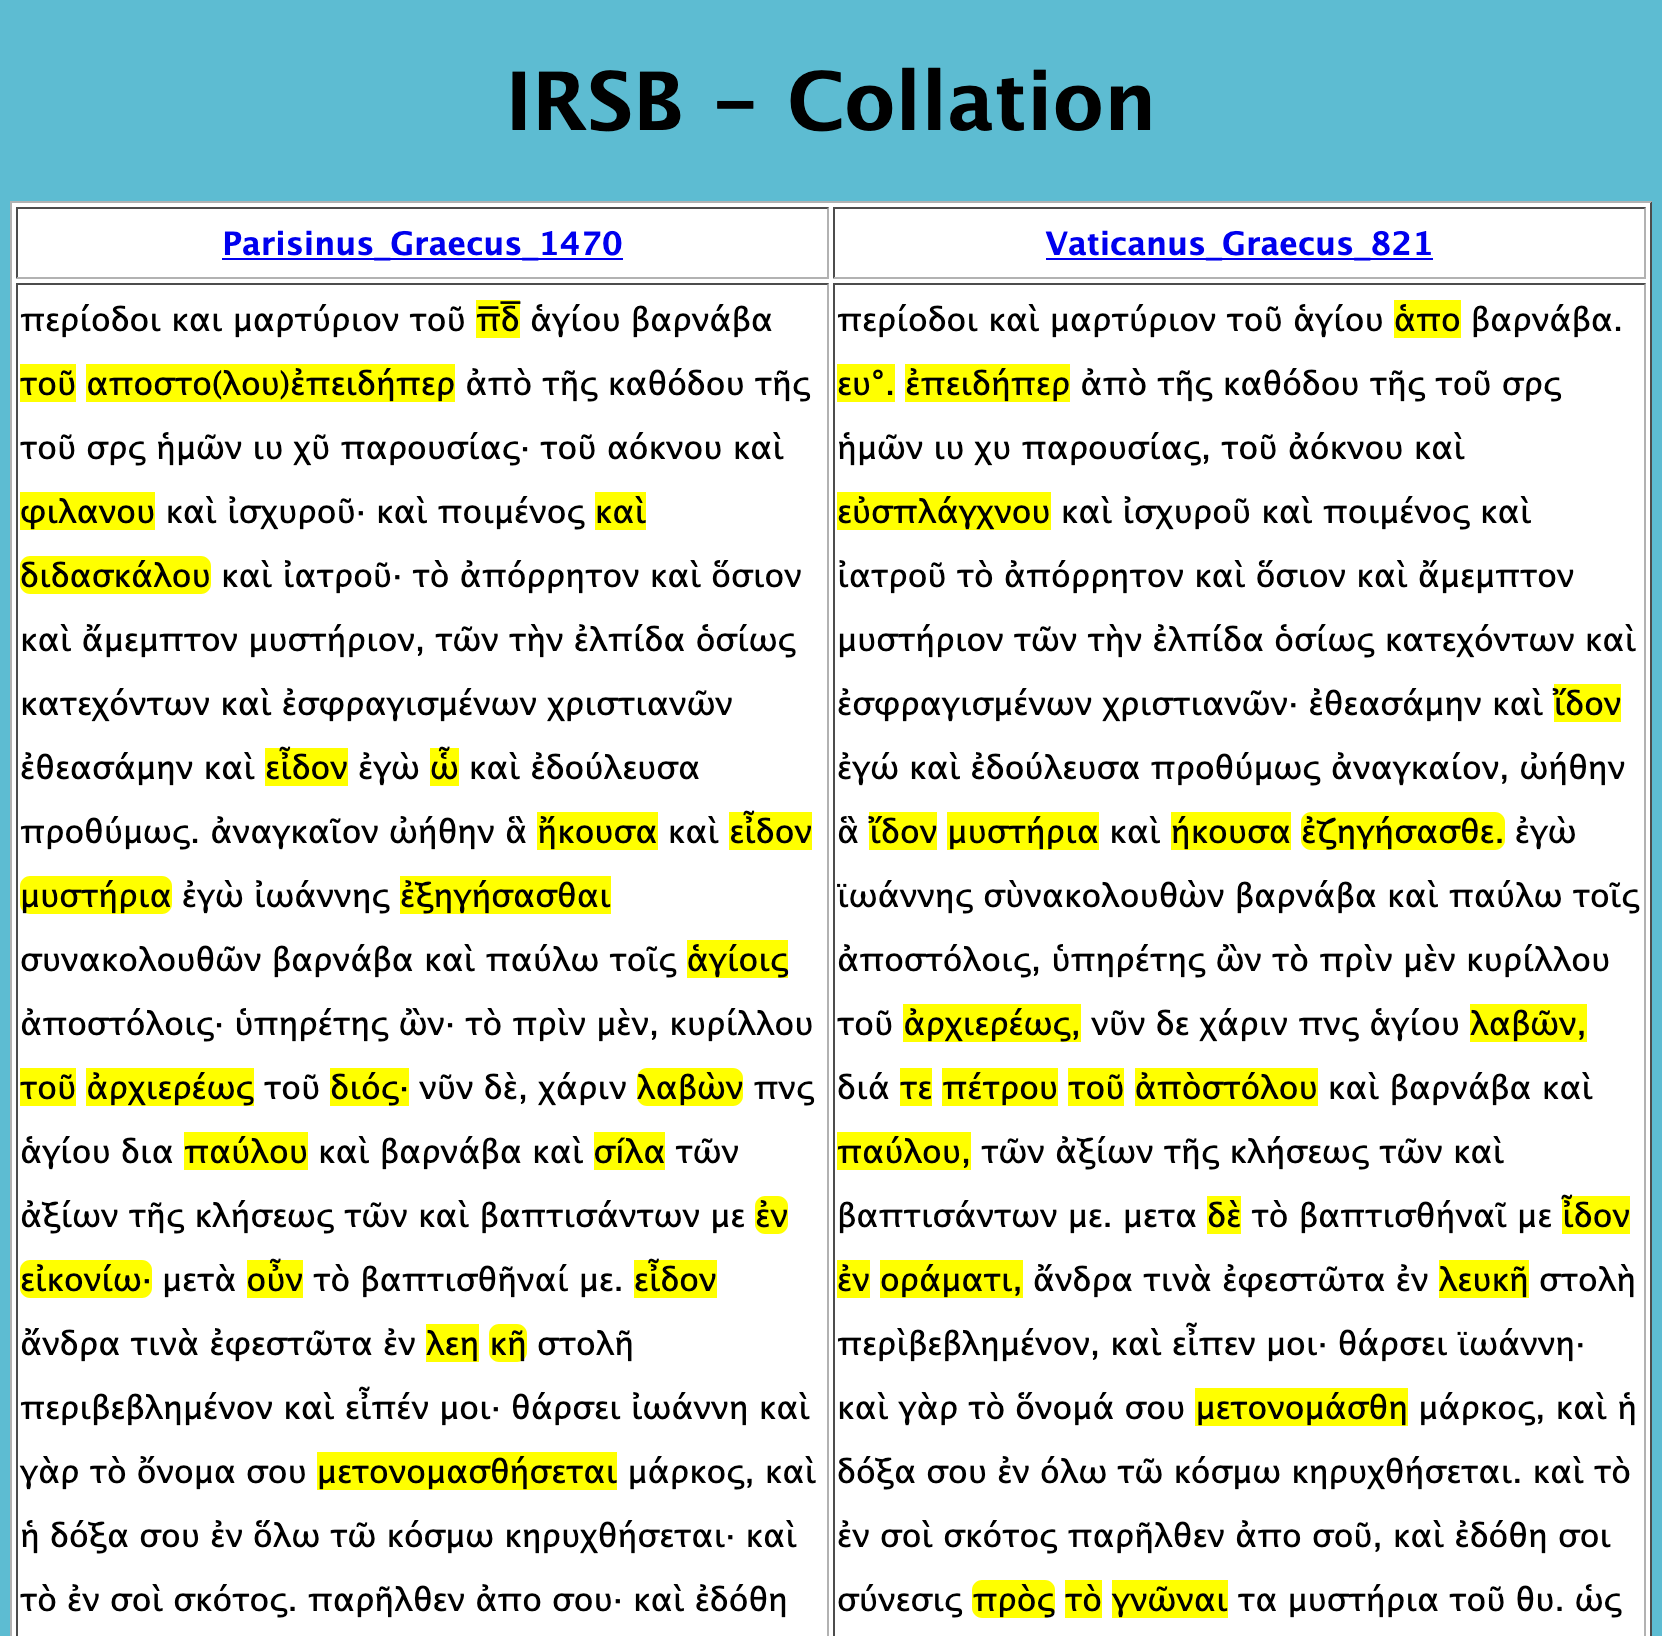 IRSB – Collation
Parisinus_Graecus_1470
περίοδοι και μαρτύριον τοῦ π̅δ̅ ἁγίου βαρνάβα
τοῦ αποστο(λου)ἐπειδήπερ ἀπὸ τῆς καθόδου τῆς
τοῦ σρς ἡμῶν ιυ χῦ παρουσίας· τοῦ αόκνου καὶ
φιλανου καὶ ἰσχυροῦ· καὶ ποιμένος καὶ
διδασκάλου καὶ ἰατροῦ· τὸ ἀπόρρητον καὶ ὅσιον
καὶ ἄμεμπτον μυστήριον, τῶν τὴν ἐλπίδα ὁσίως
κατεχόντων καὶ ἐσφραγισμένων χριστιανῶν
ἐθεασάμην καὶ εἶδον ἐγὼ ὧ καὶ ἐδούλευσα
προθύμως. ἀναγκαῖον ὠήθην ἃ ἤκουσα καὶ εἶδον
μυστήρια ἐγὼ ἰωάννης ἐξηγήσασθαι
συνακολουθῶν βαρνάβα καὶ παύλω τοῖς ἁγίοις
ἀποστόλοις· ὑπηρέτης ὢν· τὸ πρὶν μὲν, κυρίλλου
τοῦ ἀρχιερέως τοῦ διός· νῦν δὲ, χάριν λαβὼν πνς
ἁγίου δια παύλου καὶ βαρνάβα καὶ σίλα τῶν
ἀξίων τῆς κλήσεως τῶν καὶ βαπτισάντων με ἐν
εἰκονίω· μετὰ οὖν τὸ βαπτισθῆναί με. εἶδον
ἄνδρα τινὰ ἐφεστῶτα ἐν λεη κῆ στολῆ
περιβεβλημένον καὶ εἶπέν μοι· θάρσει ἰωάννη καὶ
γὰρ τὸ ὄνομα σου μετονομασθήσεται μάρκος, καὶ
ἡ δόξα σου ἐν ὅλω τῶ κόσμω κηρυχθήσεται· καὶ
τὸ ἐν σοὶ σκότος. παρῆλθεν ἀπο σου· καὶ ἐδόθη
Vaticanus_Graecus_821
περίοδοι καὶ μαρτύριον τοῦ ἁγίου ἁπο βαρνάβα.
ευ°. ἐπειδήπερ ἀπὸ τῆς καθόδου τῆς τοῦ σρς
ἡμῶν ιυ χυ παρουσίας, τοῦ ἀόκνου καὶ
εὐσπλάγχνου καὶ ἰσχυροῦ καὶ ποιμένος καὶ
ἰατροῦ τὸ ἀπόρρητον καὶ ὅσιον καὶ ἄμεμπτον
μυστήριον τῶν τὴν ἐλπίδα ὁσίως κατεχόντων καὶ
ἐσφραγισμένων χριστιανῶν· ἐθεασάμην καὶ ἴδον
ἐγώ καὶ ἐδούλευσα προθύμως ἀναγκαίον, ὠήθην
ἃ ἴδον μυστήρια καὶ ήκουσα ἐζηγήσασθε. ἐγὼ
ϊωάννης σὺνακολουθὼν βαρνάβα καὶ παύλω τοῖς
ἀποστόλοις, ὑπηρέτης ὢν τὸ πρὶν μὲν κυρίλλου
τοῦ ἀρχιερέως, νῦν δε χάριν πνς ἁγίου λαβῶν,
διά τε πέτρου τοῦ ἀπὸστόλου καὶ βαρνάβα καὶ
παύλου, τῶν ἀξίων τῆς κλήσεως τῶν καὶ
βαπτισάντων με. μετα δὲ τὸ βαπτισθήναῖ με ἶδον
ἐν οράματι, ἄνδρα τινὰ ἐφεστῶτα ἐν λευκῆ στολὴ
περὶβεβλημένον, καὶ εἶπεν μοι· θάρσει ϊωάννη·
καὶ γὰρ τὸ ὅνομά σου μετονομάσθη μάρκος, καὶ ἡ
δόξα σου ἐν όλω τῶ κόσμω κηρυχθήσεται. καὶ τὸ
ἐν σοὶ σκότος παρῆλθεν ἀπο σοῦ, καὶ ἐδόθη σοι
σύνεσις πρὸς τὸ γνῶναι τα μυστήρια τοῦ θυ. ὡς